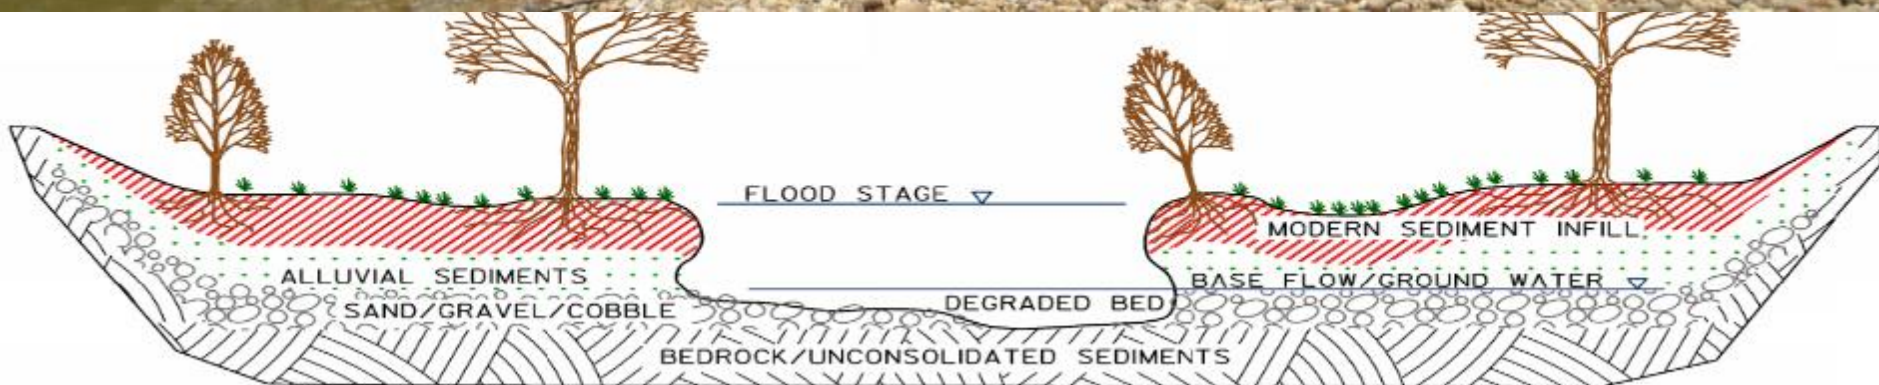 FLOOD STAGE
MODERN SEDIMENT INFILL
ALLUVIAL SEDIMENTS
BASE FLOW/GROUND WATER
SAND/GRAVEL/COBBLE
DEGRADED BED
BEDROCK/UNCONSOLIDATED SEDIMENTS